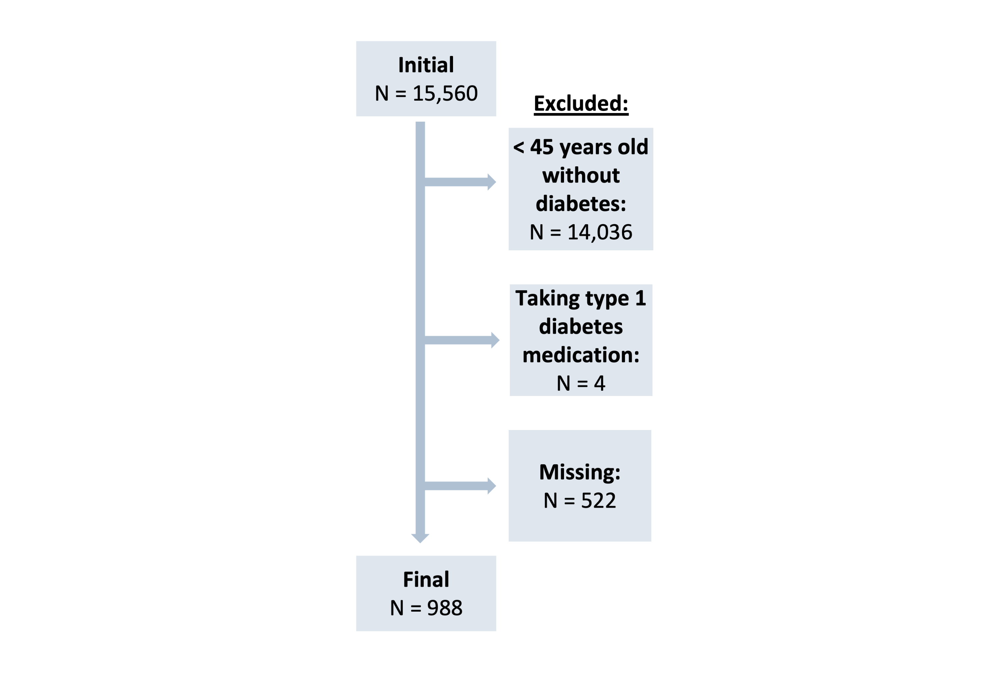 Initial
N = 15,560
Excluded:
< 45 years old
without
diabetes:
N = 14,036
Taking type 1
diabetes
medication:
N = 4
Missing:
N = 522
Final
N = 988